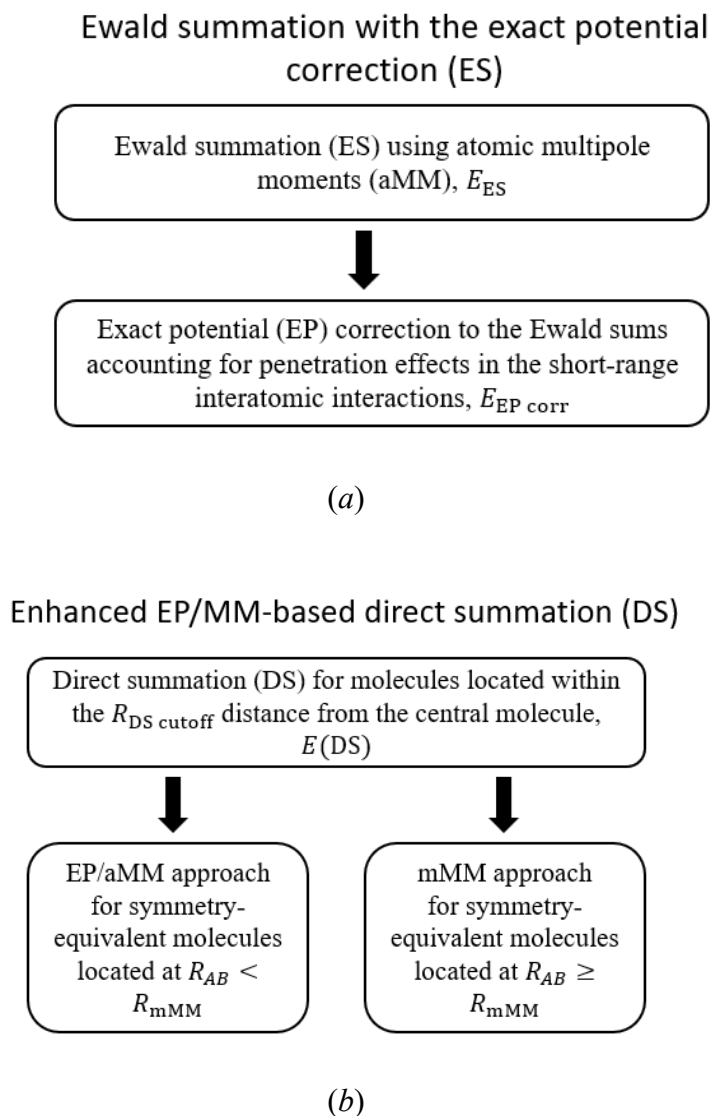 Ewald summation with the exact potential
correction (ES)
Ewald summation (ES) using atomic multipole
moments (aMM), E_ES
Exact potential (EP) correction to the Ewald sums
accounting for penetration effects in the short-range
interatomic interactions, E_EP corr
(a)
Enhanced EP/MM-based direct summation (DS)
Direct summation (DS) for molecules located within
the R_DS cutoff distance from the central molecule,
E(DS)
EP/aMM approach
for symmetry-
equivalent molecules
located at R_AB <
R_mMM
mMM approach
for symmetry-
equivalent molecules
located at R_AB ≥
R_mMM
(b)